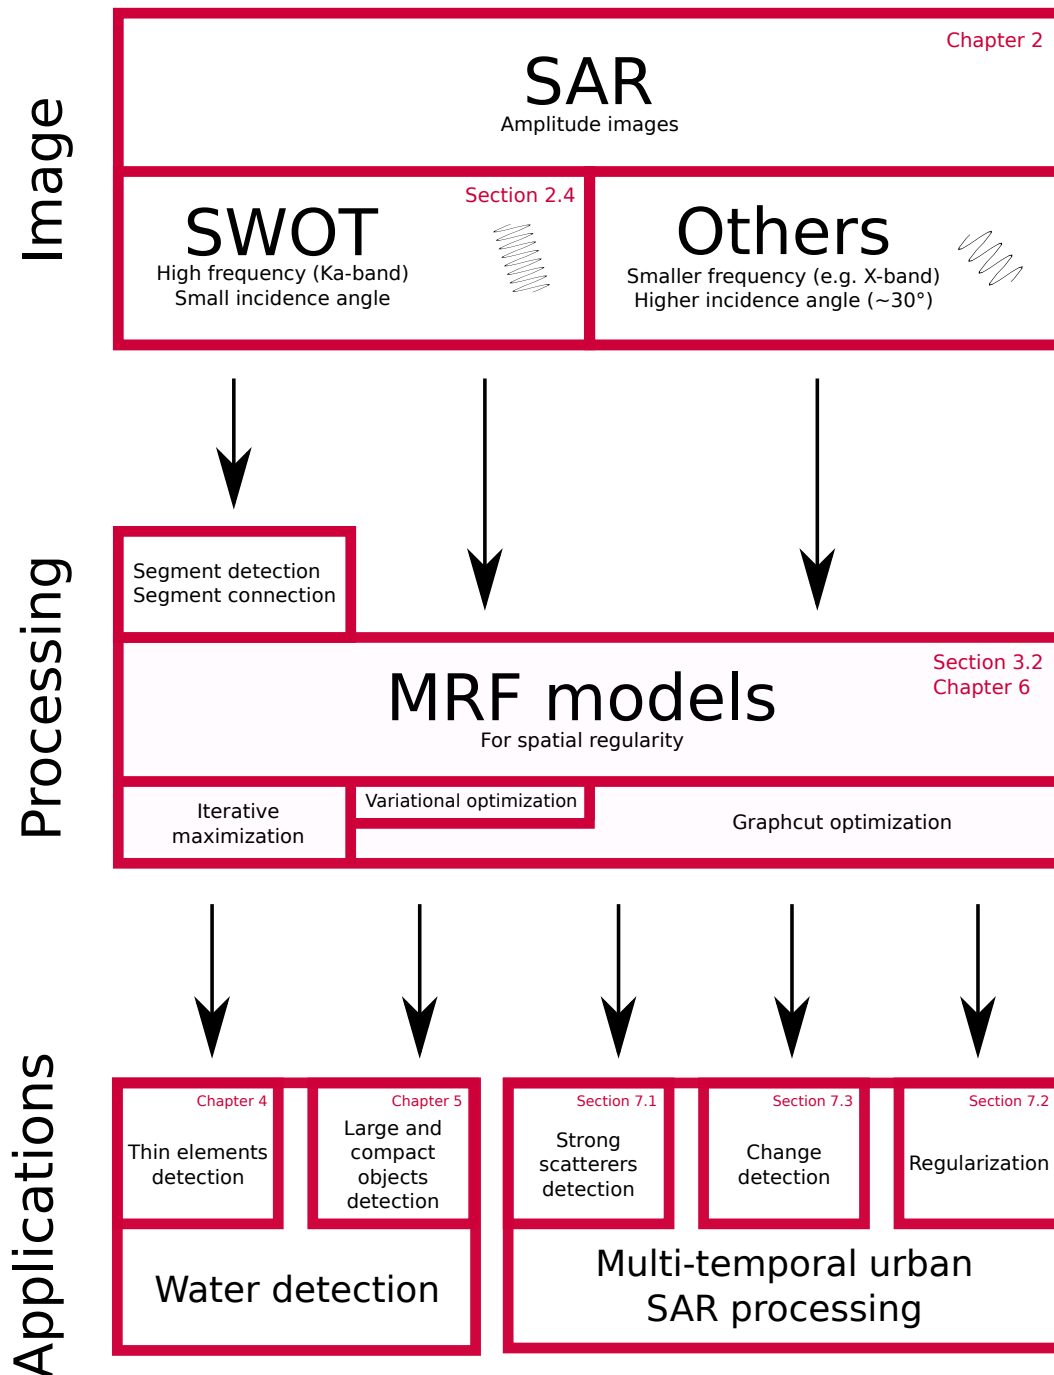 Image
Chapter 2
SAR
Amplitude images
Section 2.4
SWOT
High frequency (Ka-band)
Small incidence angle
Others
Smaller frequency (e.g. X-band)
Higher incidence angle (~30°)
Processing
Segment detection
Segment connection
Section 3.2
Chapter 6
MRF models
For spatial regularity
Iterative
maximization
Variational optimization
Graphcut optimization
Applications
Chapter 4
Thin elements
detection
Chapter 5
Large and
compact
objects
detection
Water detection
Section 7.1
Strong
scatterers
detection
Section 7.3
Change
detection
Section 7.2
Regularization
Multi-temporal urban
SAR processing